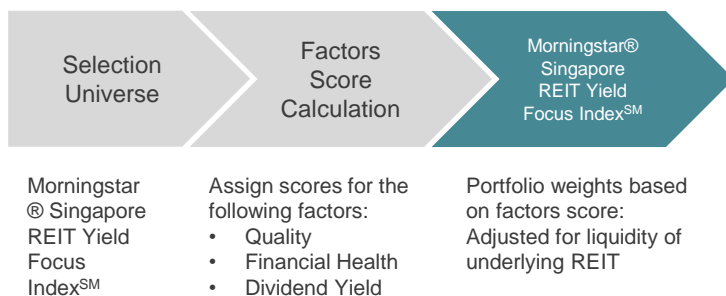 Selection
Universe
Factors
Score
Calculation
Morningstar®
Singapore
REIT Yield
Focus Index℠
Morningstar
® Singapore
REIT Yield
Focus
Index℠
Assign scores for the
following factors:
• Quality
• Financial Health
• Dividend Yield
Portfolio weights based
on factors score:
Adjusted for liquidity of
underlying REIT